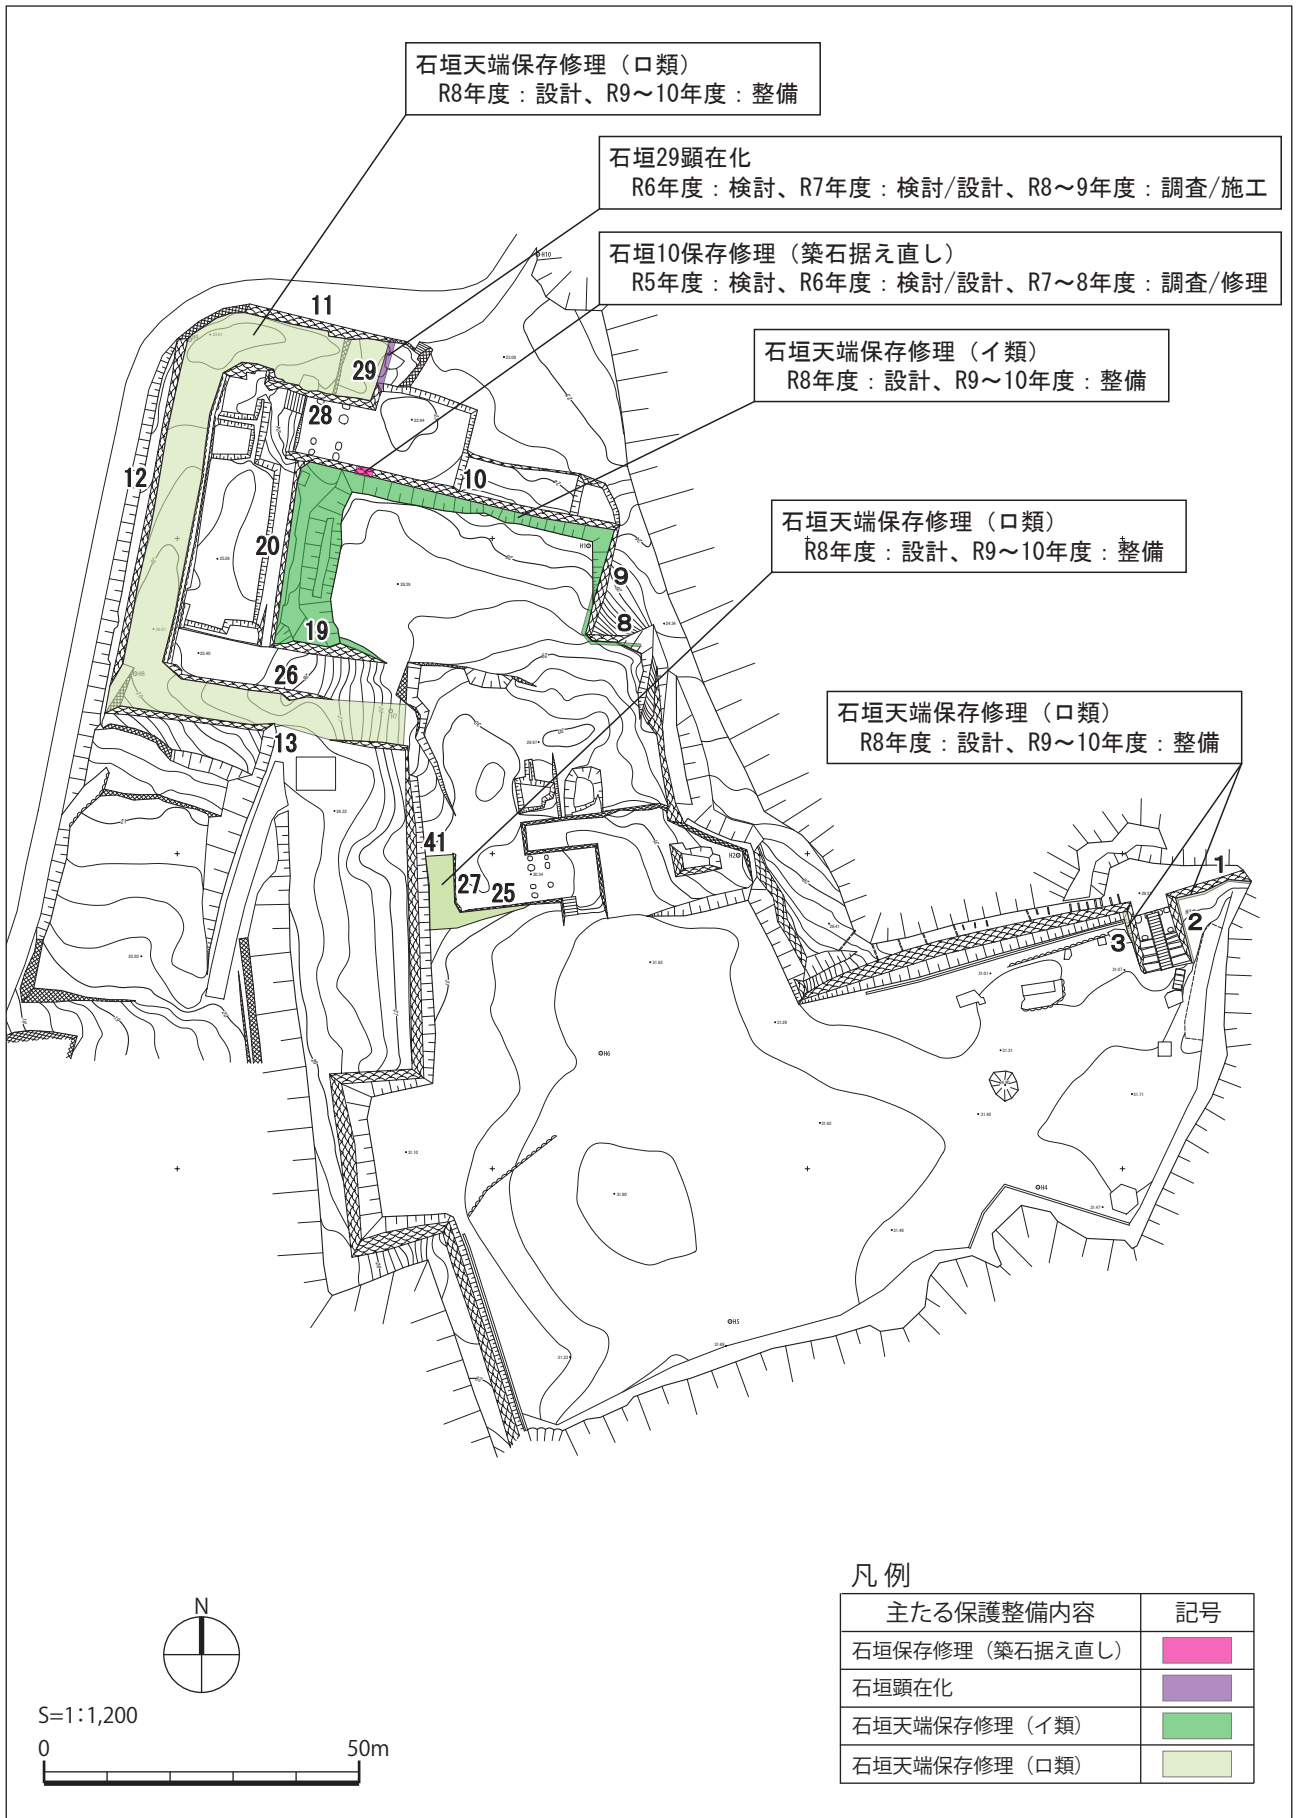 石垣天端保存修理（ロ類）
R8年度：設計、R9～10年度：整備
石垣29顕在化
R6年度：検討、R7年度：検討/設計、R8～9年度：調査/施工
石垣10保存修理（築石据え直し）
R5年度：検討、R6年度：検討/設計、R7～8年度：調査/修理
石垣天端保存修理（イ類）
R8年度：設計、R9～10年度：整備
石垣天端保存修理（ロ類）
R8年度：設計、R9～10年度：整備
石垣天端保存修理（ロ類）
R8年度：設計、R9～10年度：整備
H10
11
29
28
12
10
20
H1
9
8
19
26
13
41
27
25
H2
1
2
3
H6
H4
H5
N
S=1:1,200
0 50m
凡例
主たる保護整備内容 記号
石垣保存修理（築石据え直し）
石垣顕在化
石垣天端保存修理（イ類）
石垣天端保存修理（ロ類）